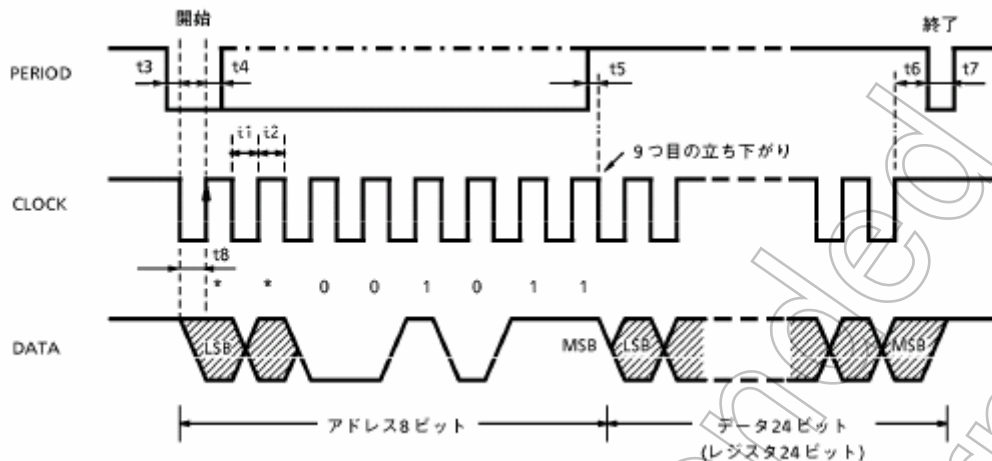 開始
終了
PERIOD
t3
t4
t5
t6
t7
t1
t2
9つ目の立ち下がり
CLOCK
t8
* * 0 0 1 0 1 1
DATA
LSB
MSB
LSB
MSB
アドレス8ビット
データ24ビット
(レジスタ24ビット)